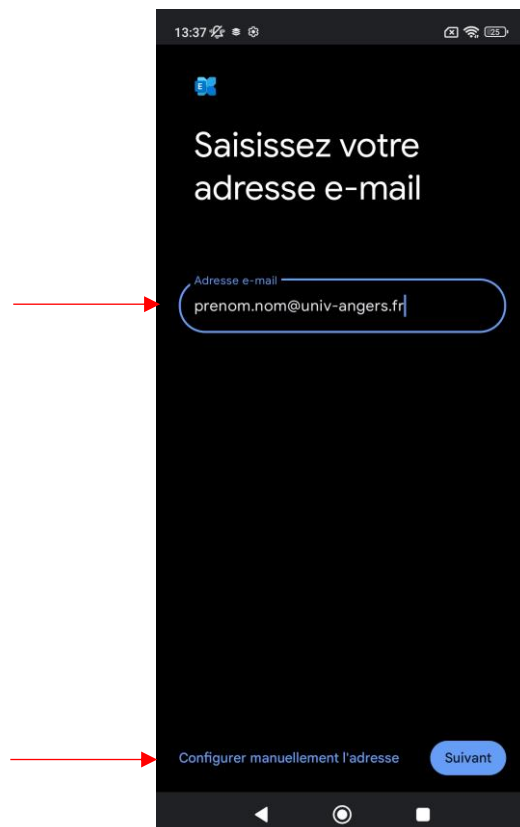 13:37 25
E
Saisissez votre
adresse e-mail
Adresse e-mail
prenom.nom@univ-angers.fr
Configurer manuellement l'adresse Suivant